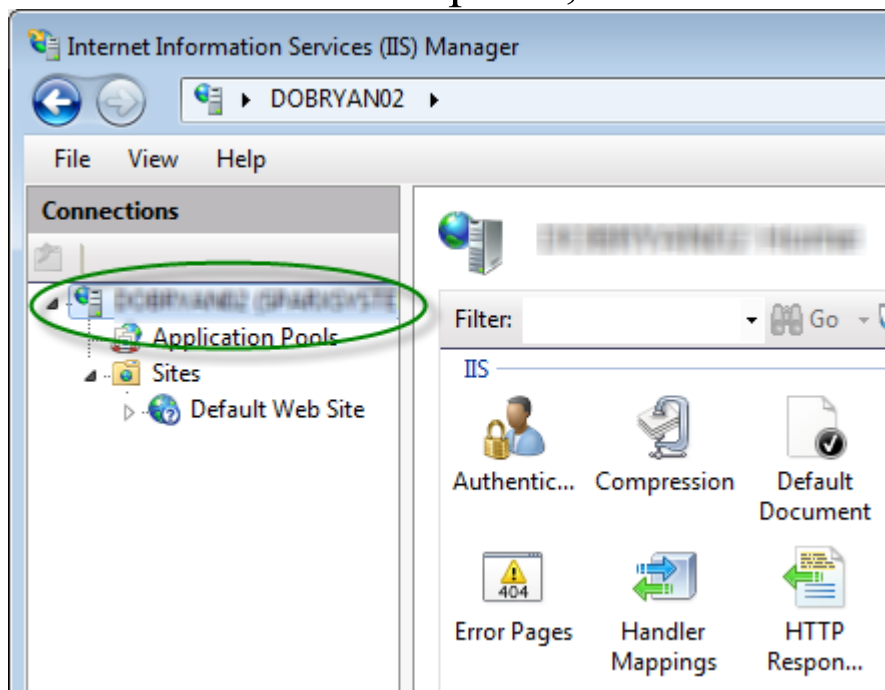 Internet Information Services (IIS) Manager
DOBRYAN02
File View Help
Connections
Filter:
Go
Application Pools
IIS
Sites
Default Web Site
Authentic...
Compression
Default
Document
404
Error Pages
Handler
Mappings
HTTP
Respon...